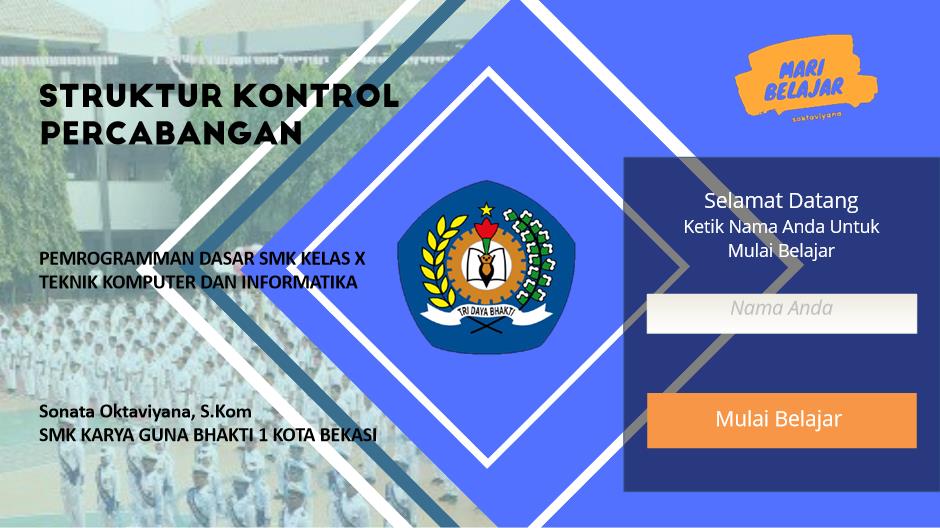 STRUKTUR KONTROL
PERCABANGAN
PEMROGRAMMAN DASAR SMK KELAS X
TEKNIK KOMPUTER DAN INFORMATIKA
Sonata Oktaviyana, S.Kom
SMK KARYA GUNA BHAKTI 1 KOTA BEKASI
TRI DAYA BHAKTI
MARI
BELAJAR
soktaviyana
Selamat Datang
Ketik Nama Anda Untuk
Mulai Belajar
Nama Anda
Mulai Belajar